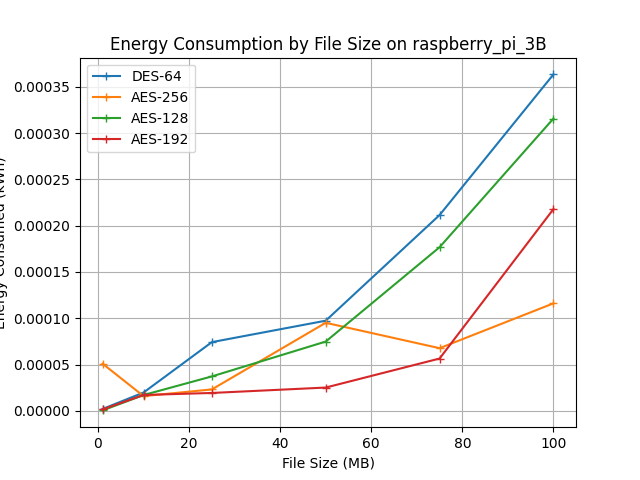 Energy Consumption by File Size on raspberry_pi_3B
DES-64
AES-256
AES-128
AES-192
0.00035
0.00030
0.00025
0.00020
0.00015
0.00010
0.00005
0.00000
Energy Consumed (kWh)
0
20
40
60
80
100
File Size (MB)